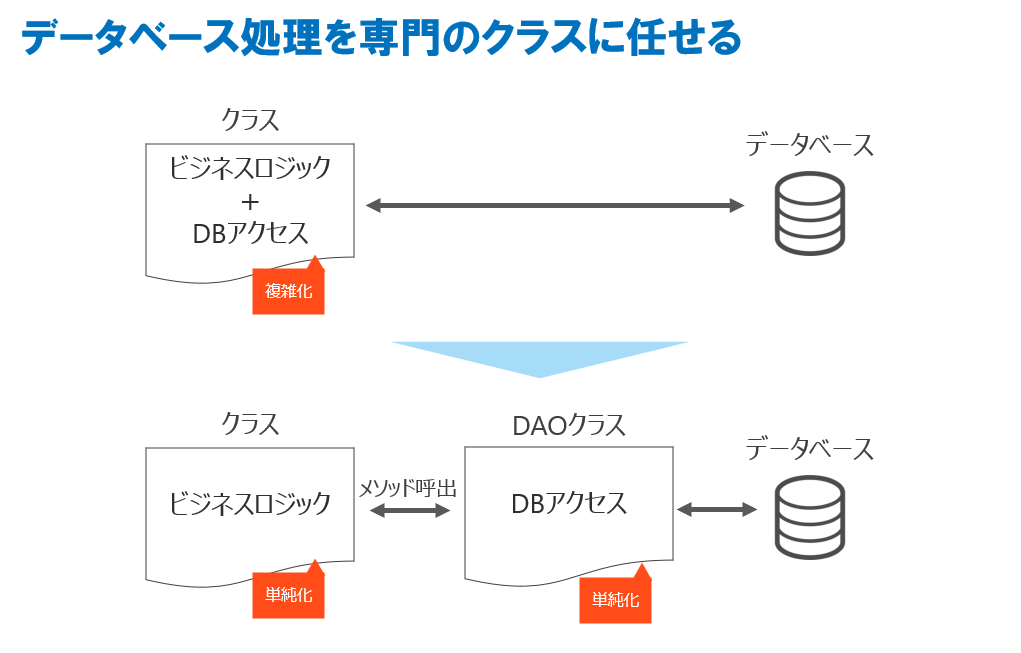 データベース処理を専門のクラスに任せる
クラス
ビジネスロジック
+
DBアクセス
複雑化
データベース
クラス
ビジネスロジック
単純化
メソッド呼出
DAOクラス
DBアクセス
単純化
データベース